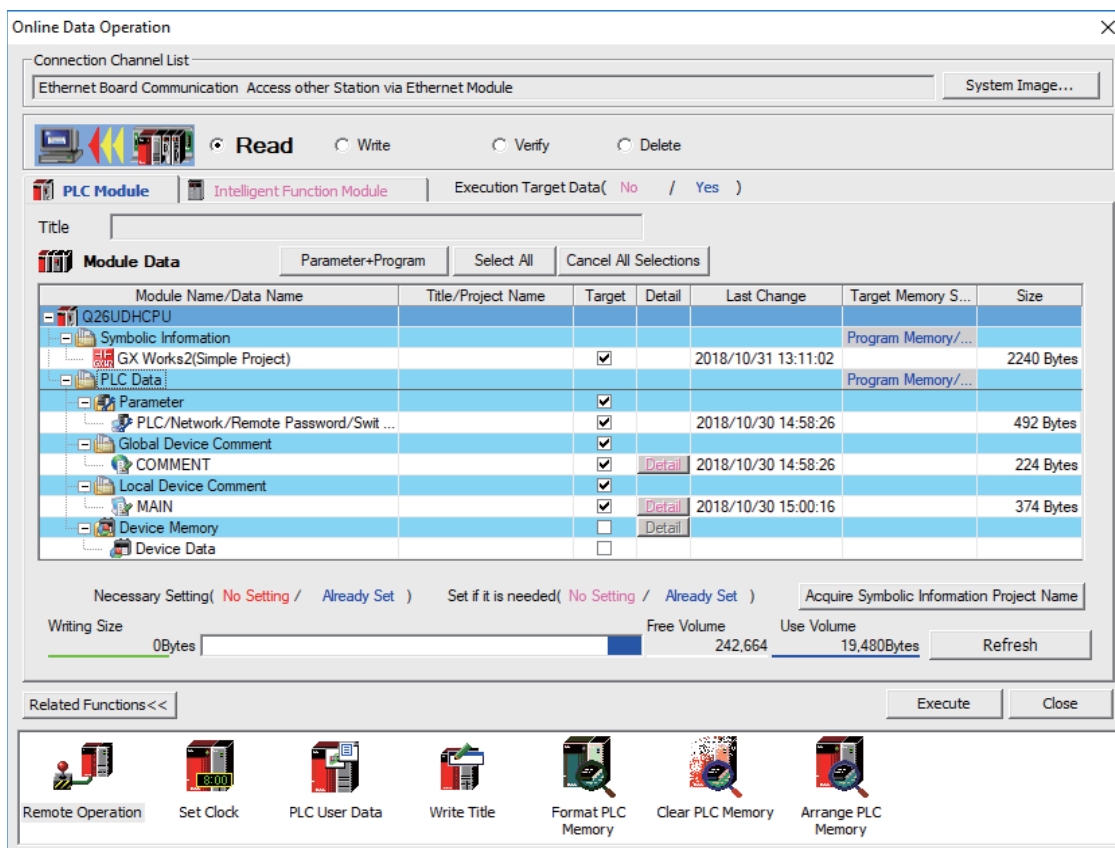 Online Data Operation
Connection Channel List
Ethernet Board Communication Access other Station via Ethernet Module
System Image...
Read Write Verify Delete
PLC Module Intelligent Function Module Execution Target Data( No / Yes )
Title
Module Data Parameter+Program Select All Cancel All Selections
Module Name/Data Name Title/Project Name Target Detail Last Change Target Memory S... Size
Q26UDHCPU
Symbolic Information Program Memory/...
GX Works2(Simple Project) 2018/10/31 13:11:02 2240 Bytes
PLC Data Program Memory/...
Parameter
PLC/Network/Remote Password/Swit ... 2018/10/30 14:58:26 492 Bytes
Global Device Comment
COMMENT Detail 2018/10/30 14:58:26 224 Bytes
Local Device Comment
MAIN Detail 2018/10/30 15:00:16 374 Bytes
Device Memory Detail
Device Data
Necessary Setting( No Setting / Already Set ) Set if it is needed( No Setting / Already Set ) Acquire Symbolic Information Project Name
Writing Size Free Volume Use Volume
0Bytes 242,664 19,480Bytes Refresh
Related Functions<< Execute Close
8:00
Remote Operation Set Clock PLC User Data Write Title Format PLC Clear PLC Memory Arrange PLC
Memory Memory